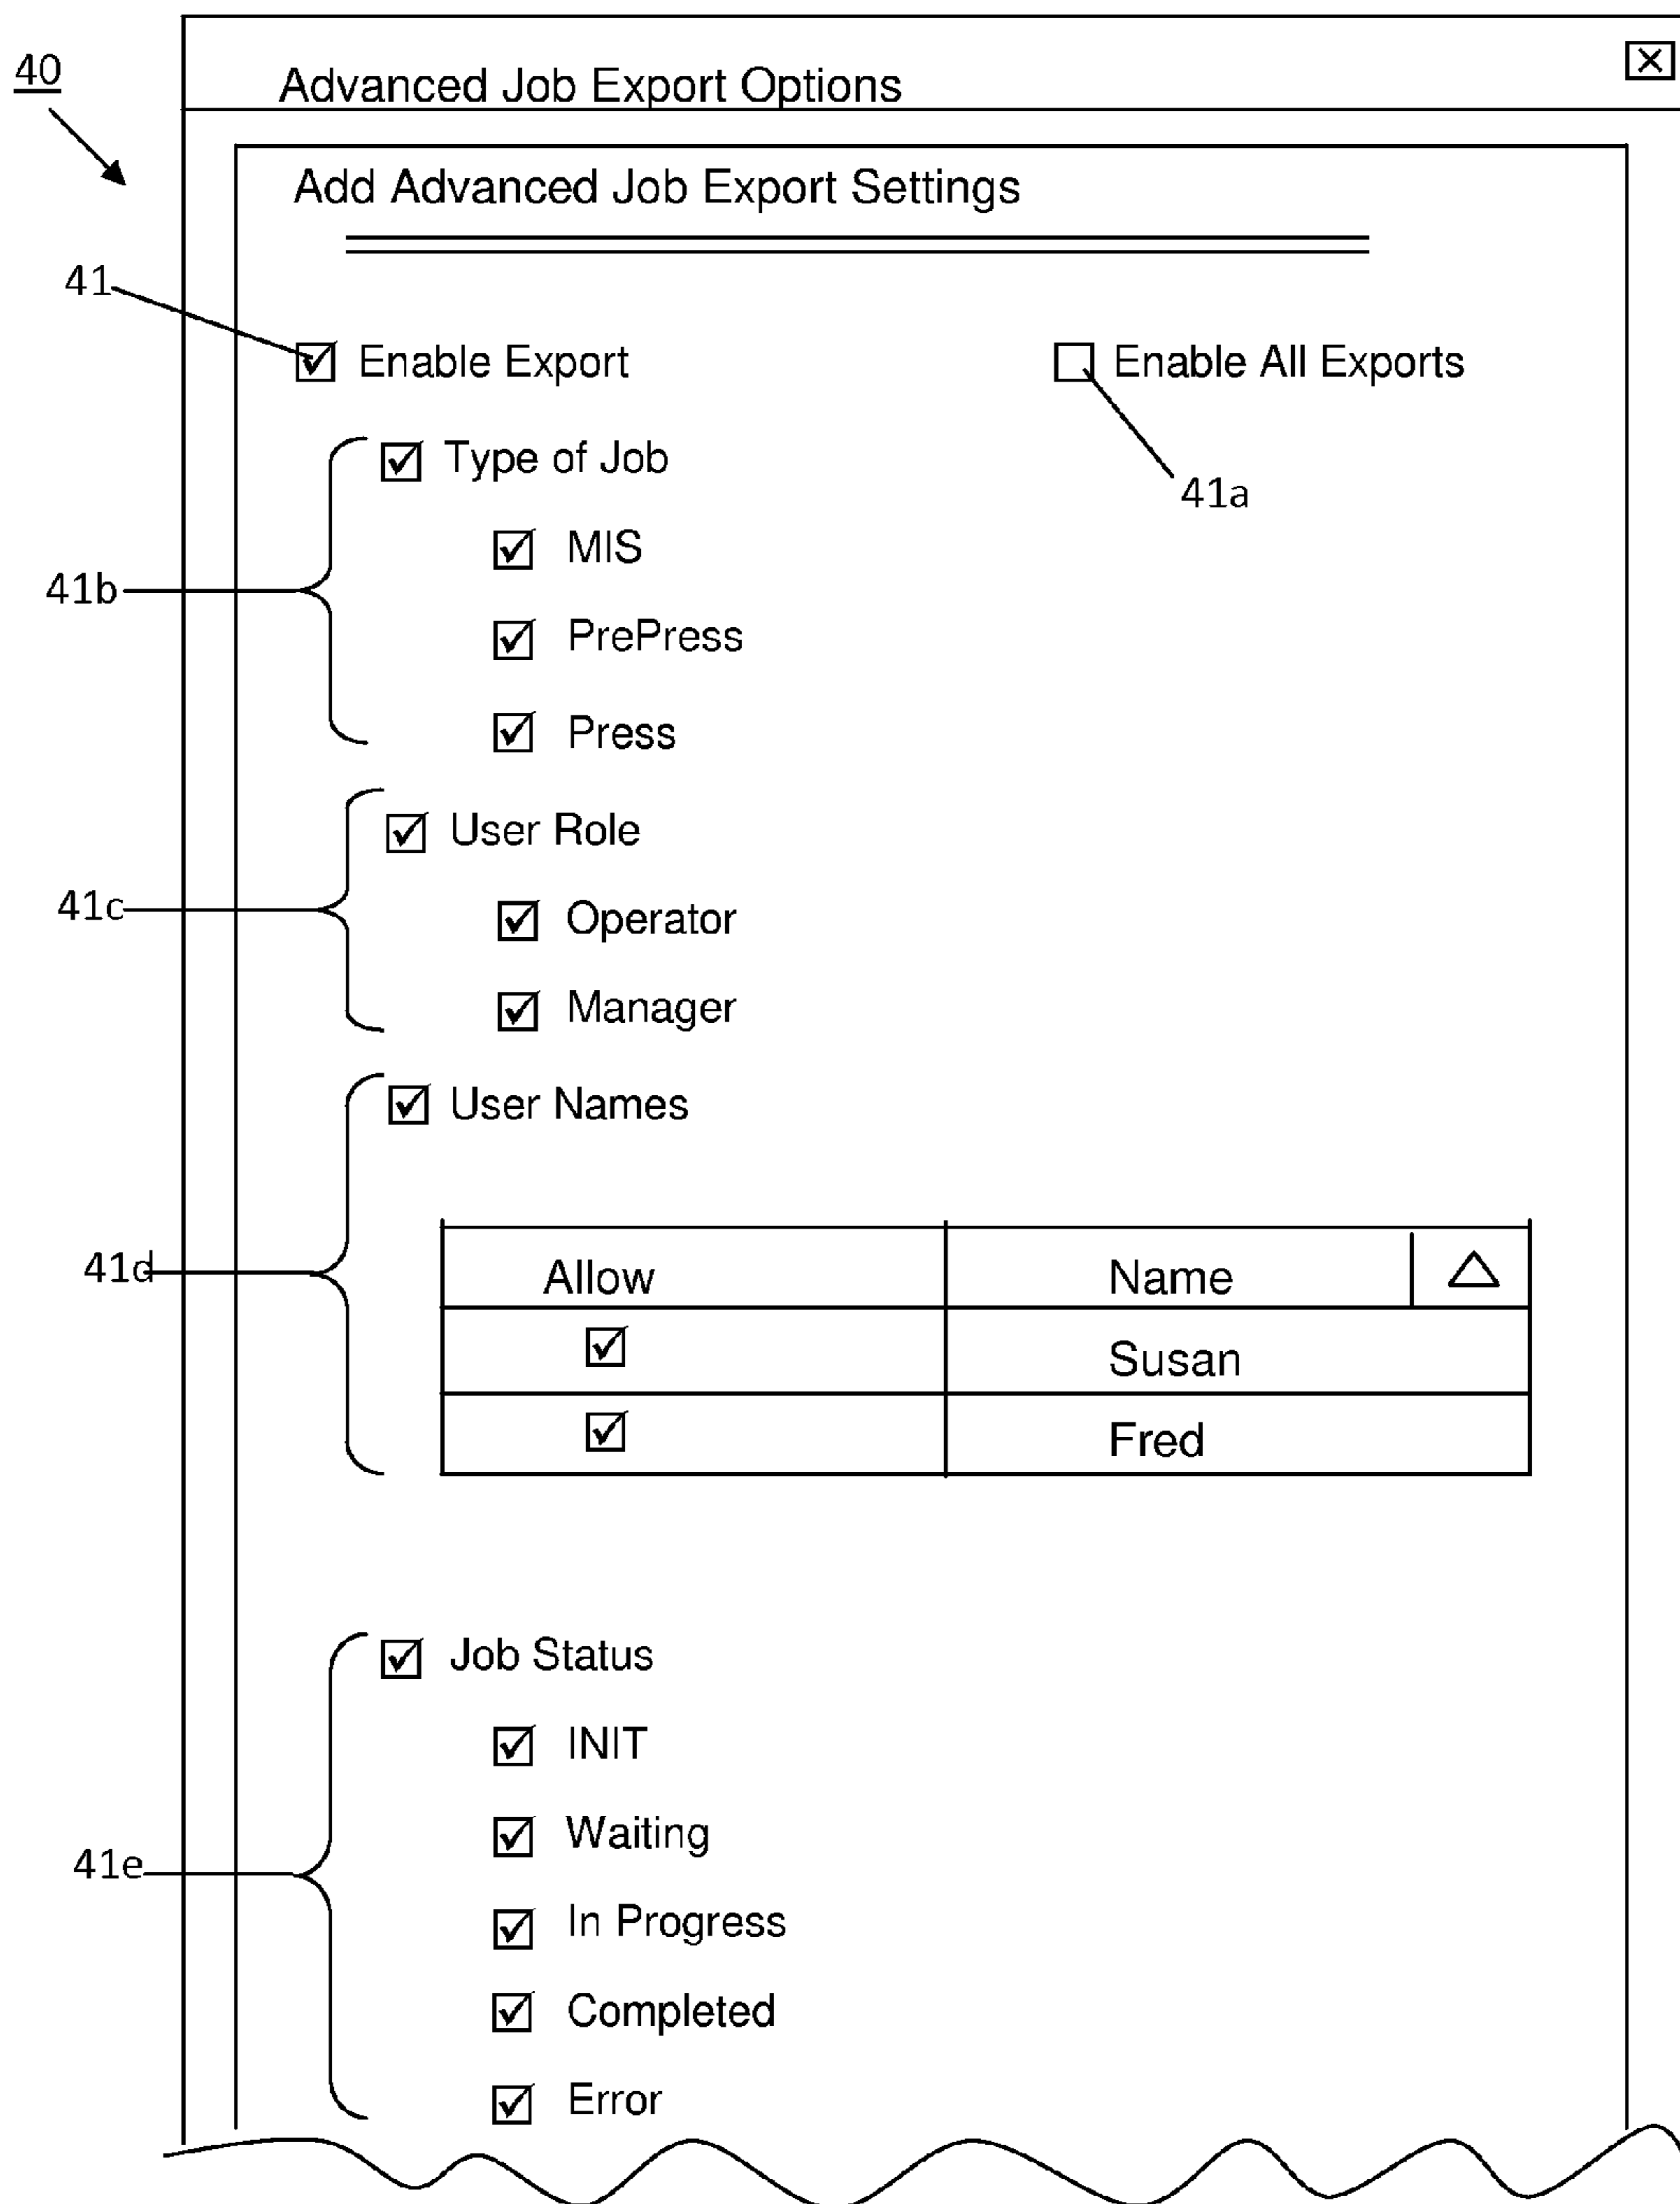 40
Advanced Job Export Options
Add Advanced Job Export Settings
41
Enable Export
Enable All Exports
41a
41b
Type of Job
MIS
PrePress
Press
41c
User Role
Operator
Manager
41d
User Names
Allow Name
Susan
Fred
41e
Job Status
INIT
Waiting
In Progress
Completed
Error